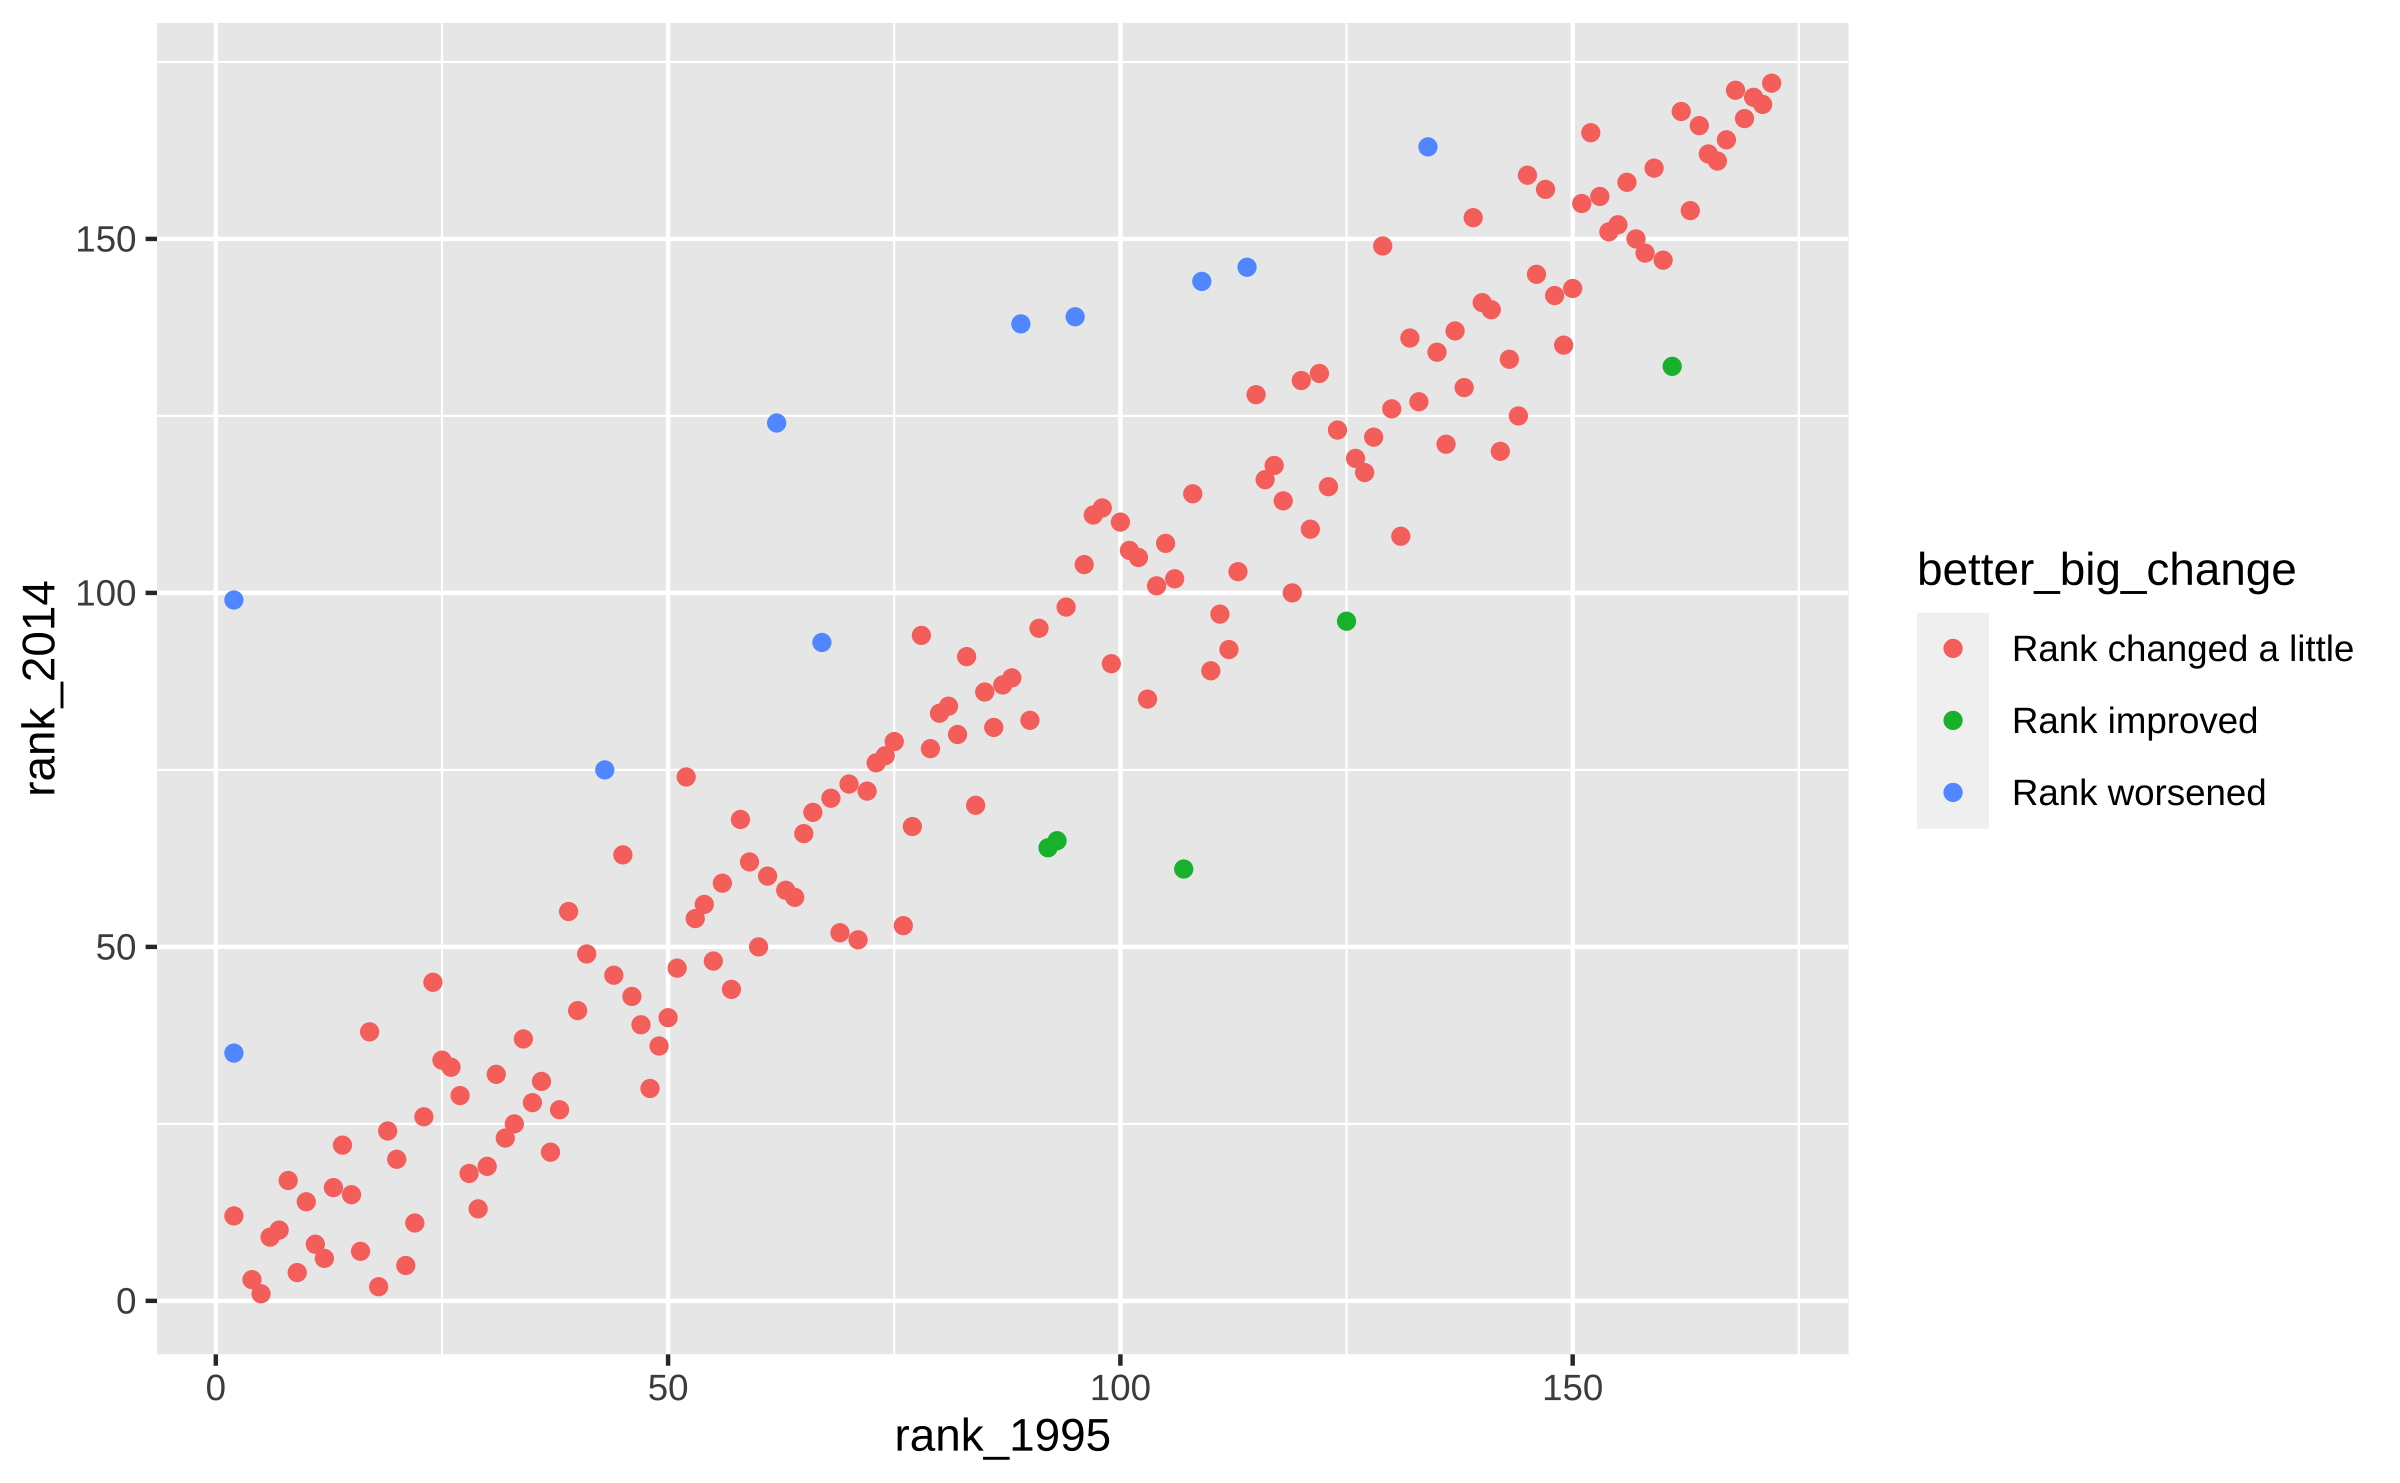 150
100
50
0
0 50 100 150
rank_1995
rank_2014
better_big_change
Rank changed a little
Rank improved
Rank worsened